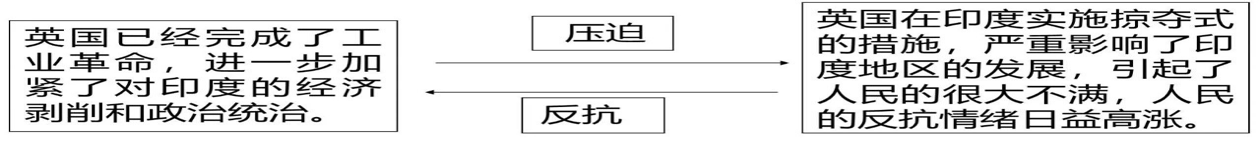 英国已经完成了工
业革命，进一步加
紧了对印度的经济
剥削和政治统治。
压迫
反抗
英国在印度实施掠夺式
的措施，严重影响了印
度地区的发展，引起了
人民的很大不满，人民
的反抗情绪日益高涨。